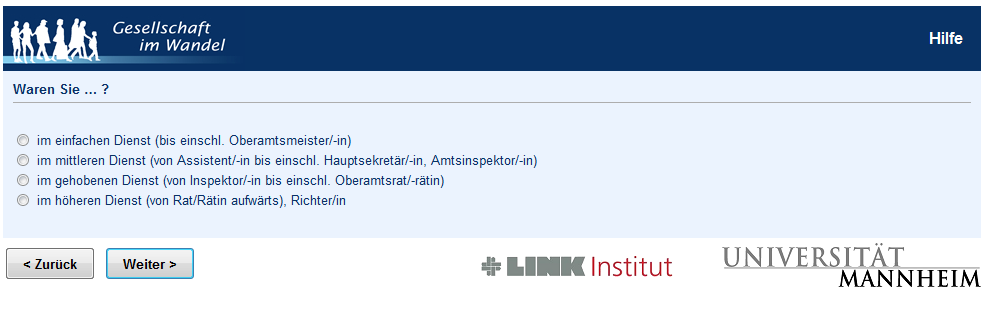 Gesellschaft
im Wandel
Hilfe
Waren Sie ... ?
im einfachen Dienst (bis einschl. Oberamtsmeister/-in)
im mittleren Dienst (von Assistent/-in bis einschl. Hauptsekretär/-in, Amtsinspektor/-in)
im gehobenen Dienst (von Inspektor/-in bis einschl. Oberamtsrat/-rätin)
im höheren Dienst (von Rat/Rätin aufwärts), Richter/in
< Zurück
Weiter >
LINK Institut
UNIVERSITÄT
MANNHEIM